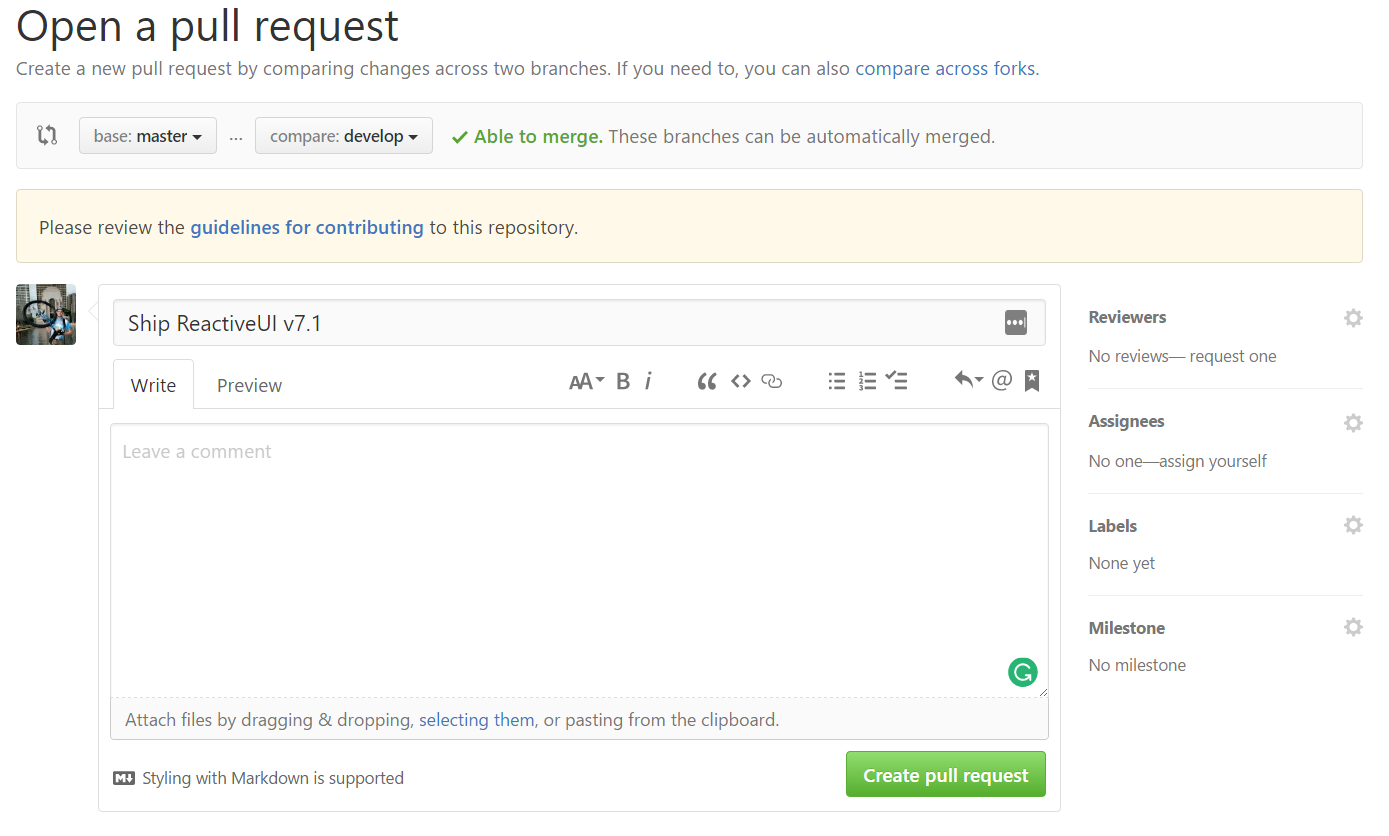 Open a pull request
Create a new pull request by comparing changes across two branches. If you need to, you can also compare across forks.
base: master ... compare: develop Able to merge. These branches can be automatically merged.
Please review the guidelines for contributing to this repository.
Ship ReactiveUI v7.1
Write Preview AA B i “ <> @
Leave a comment
Attach files by dragging & dropping, selecting them, or pasting from the clipboard.
M Styling with Markdown is supported
Create pull request
Reviewers
No reviews— request one
Assignees
No one—assign yourself
Labels
None yet
Milestone
No milestone